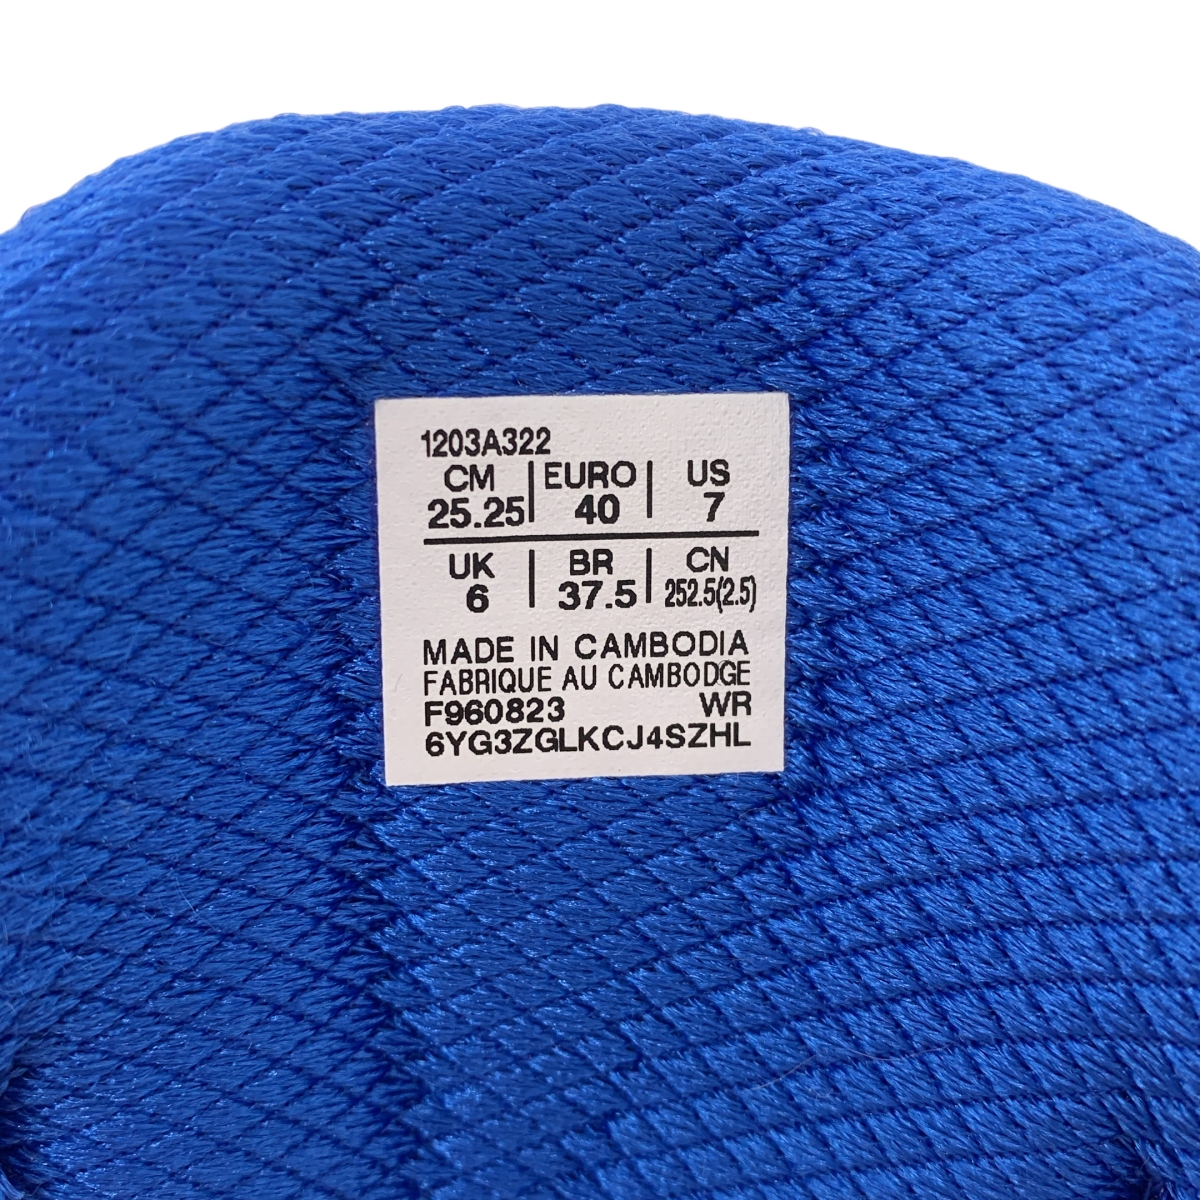 1203A322
CM | EURO | US
25.25 | 40 | 7
UK | BR | CN
6 | 37.5 | 252.5(2.5)
MADE IN CAMBODIA
FABRIQUE AU CAMBODGE
F960823 WR
6YG3ZGLKCJ4SZHL